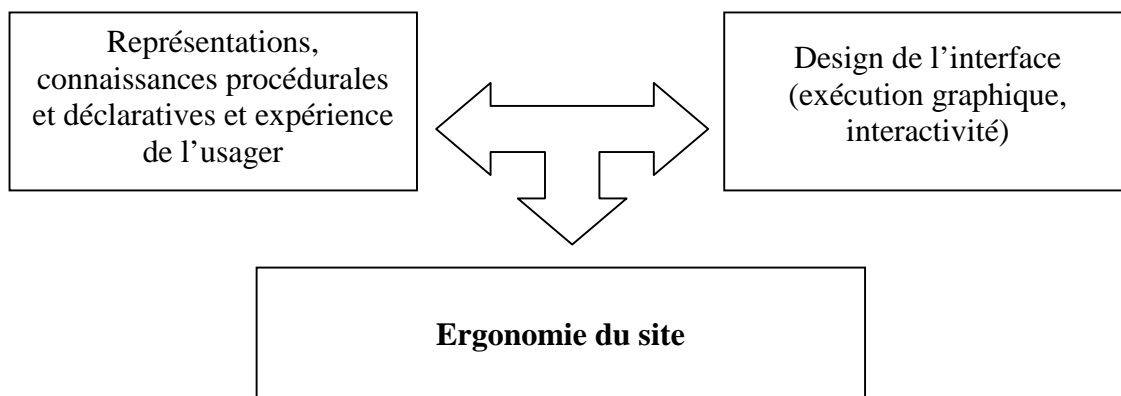 Représentations,
connaissances procédurales
et déclaratives et expérience
de l’usager
Design de l’interface
(exécution graphique,
interactivité)
Ergonomie du site